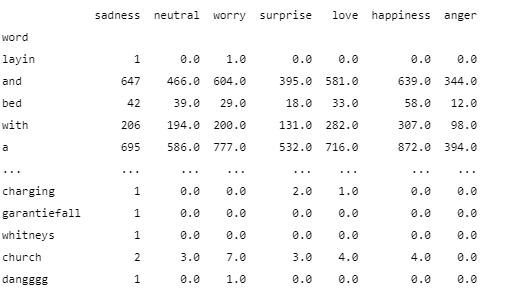 sadness neutral worry surprise love happiness anger
word
layin 1 0.0 1.0 0.0 0.0 0.0 0.0
and 647 466.0 604.0 395.0 581.0 639.0 344.0
bed 42 39.0 29.0 18.0 33.0 58.0 12.0
with 206 194.0 200.0 131.0 282.0 307.0 98.0
a 695 586.0 777.0 532.0 716.0 872.0 394.0
... ... ... ... ... ... ... ...
charging 1 0.0 0.0 2.0 1.0 0.0 0.0
garantiefall 1 0.0 0.0 0.0 0.0 0.0 0.0
whitneys 1 0.0 0.0 0.0 0.0 0.0 0.0
church 2 3.0 7.0 3.0 4.0 4.0 0.0
dangggg 1 0.0 1.0 0.0 0.0 0.0 0.0